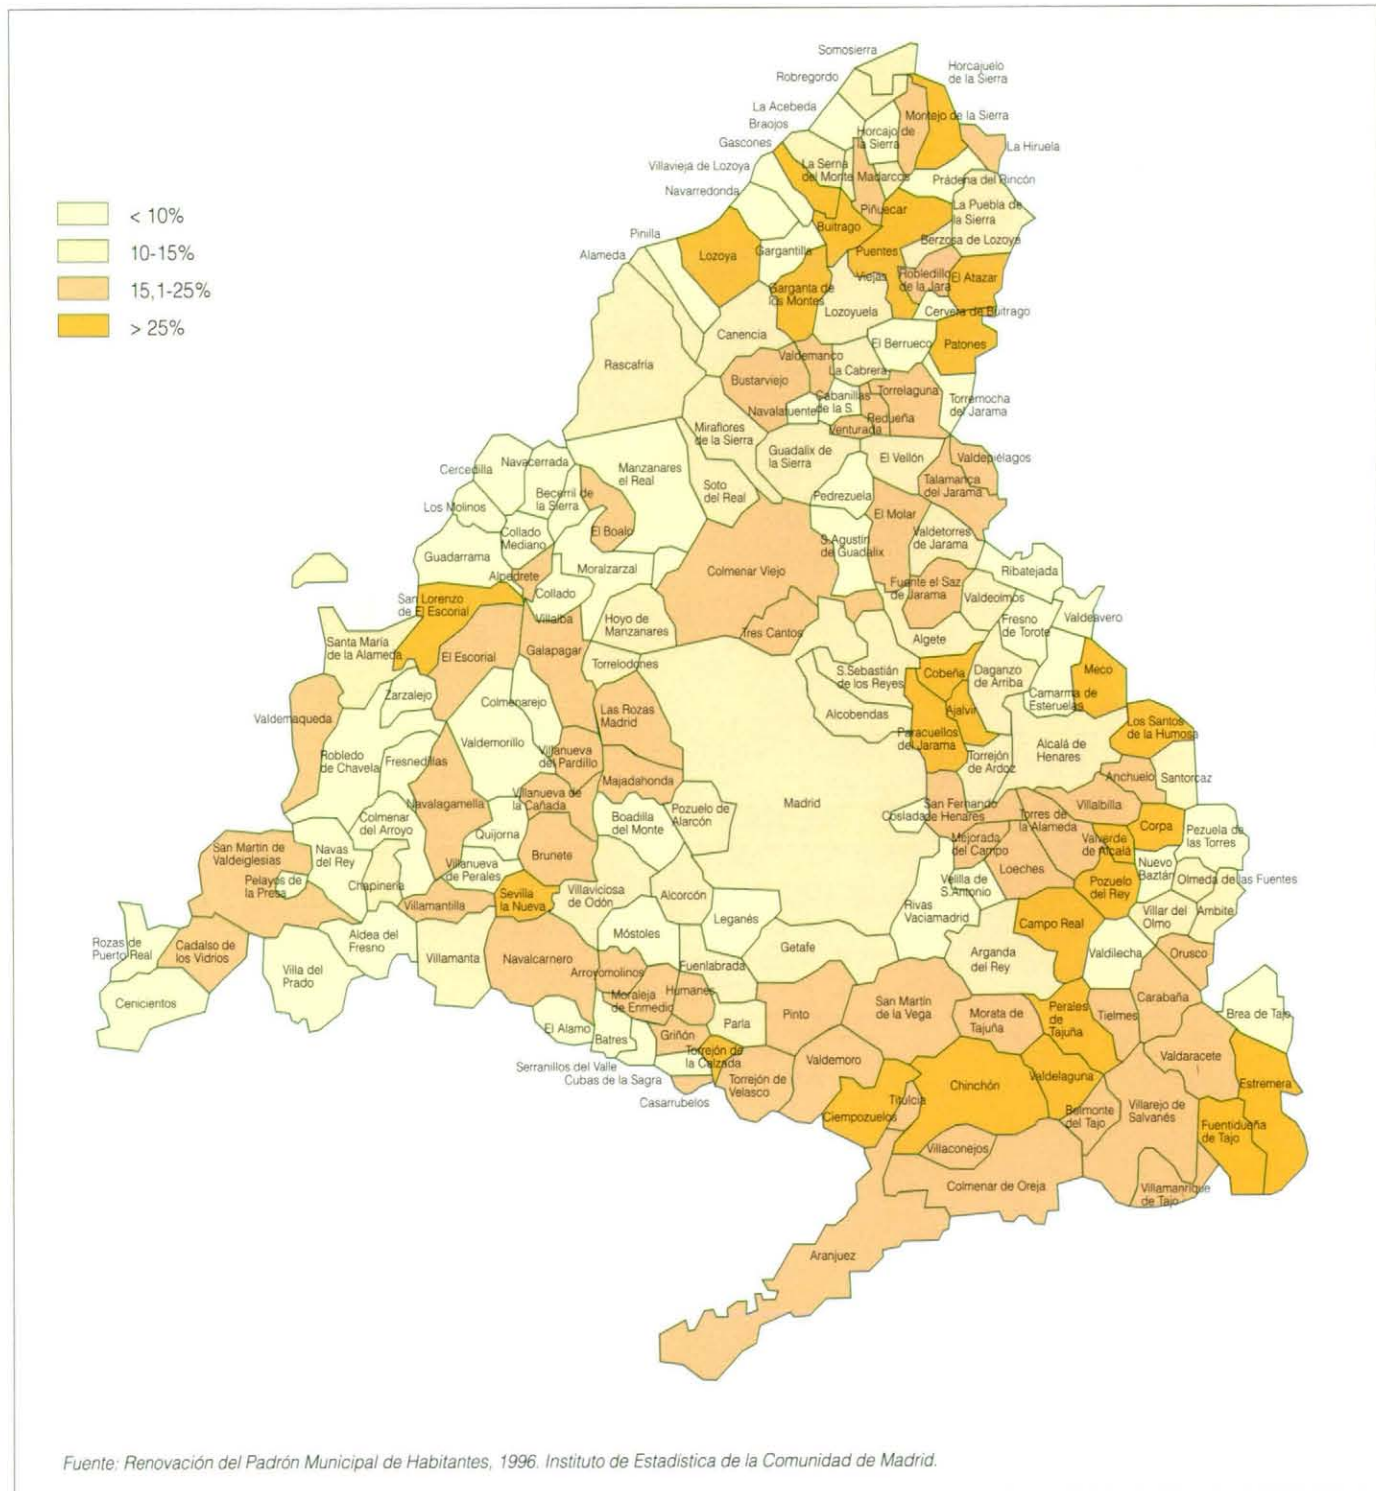 Somosierra
Horcajuelo
de la Sierra
Robregordo
La Acebeda
Braojos
Montejo de la Sierra
Horcajo de
la Sierra
Gascones
La Hiruela
Villavieja de Lozoya
La Serna
del Monte
Madarcos
Prádena del Rincón
Navarredonda
Piñuecar
La Puebla de
la Sierra
Buitrago
Pinilla
Berzosa de Lozoya
Alameda
Lozoya
Gargantilla
Puentes
Viejas
Robledillo
de la Jara
El Atazar
Garganta de
los Montes
Lozoyuela
Cervera de Buitrago
Canencia
El Berrueco
Patones
Rascafría
Valdemanco
La Cabrera
Bustarviejo
Cabanillas
de la S.
Torrelaguna
Torremocha
del Jarama
Navalafuente
Redueña
Venturada
Miraflores
de la Sierra
Guadalix de
la Sierra
El Vellón
Valdepiélagos
Cercedilla
Navacerrada
Manzanares
el Real
Soto
del Real
Talamanca
del Jarama
Becerril de
la Sierra
Pedrezuela
Los Molinos
El Molar
Collado
Mediano
El Boalo
S.Agustín
de Guadalix
Valdetorres
de Jarama
Guadarrama
Moralzarzal
Colmenar Viejo
Ribatejada
Alpedrete
Fuente el Saz
de Jarama
Collado
Villalba
San Lorenzo
de El Escorial
Valdeolmos
Hoyo de
Manzanares
Fresno
de Torote
Valdeavero
Tres Cantos
Algete
Santa María
de la Alameda
El Escorial
Galapagar
Torrelodones
S.Sebastián
de los Reyes
Cobeña
Daganzo
de Arriba
Meco
Zarzalejo
Colmenarejo
Camarma de
Esteruelas
Valdemaqueda
Las Rozas
Madrid
Alcobendas
Ajalvir
Los Santos
de la Humosa
Paracuellos
del Jarama
Robledo
de Chavela
Fresnedillas
Valdemorillo
Villanueva
del Pardillo
Alcalá de
Henares
Torrejón
de Ardoz
Majadahonda
Anchuelo
Santorcaz
Navalagamella
Villanueva de
la Cañada
Madrid
Colmenar
del Arroyo
Boadilla
del Monte
Pozuelo de
Alarcón
Coslada
San Fernando
de Henares
Torres de
la Alameda
Villalbilla
Quijorna
Corpa
Pezuela de
las Torres
San Martín de
Valdeiglesias
Navas
del Rey
Brunete
Mejorada
del Campo
Valverde
de Alcalá
Villanueva
de Perales
Loeches
Nuevo
Baztán
Pelayos de
la Presa
Chapinería
Sevilla
la Nueva
Villaviciosa
de Odón
Alcorcón
Velilla de
S.Antonio
Pozuelo
del Rey
Olmeda de las Fuentes
Villamantilla
Rivas
Vaciamadrid
Villar del
Olmo
Ambite
Leganés
Campo Real
Rozas de
Puerto Real
Cadalso de
los Vidrios
Aldea del
Fresno
Móstoles
Getafe
Villamanta
Navalcarnero
Arganda
del Rey
Valdilecha
Orusco
Villa del
Prado
Arroyomolinos
Fuenlabrada
Cenicientos
Moraleja
de Enmedio
Humanes
Pinto
San Martín
de la Vega
Perales
de
Tajuña
Carabaña
Morata de
Tajuña
Tielmes
Brea de Tajo
El Alamo
Batres
Griñón
Parla
Torrejón de
la Calzada
Valdemoro
Valdaracete
Serranillos del Valle
Cubas de la Sagra
Casarrubelos
Torrejón de
Velasco
Chinchón
Valdelaguna
Estremera
Titulcia
Ciempozuelos
Belmonte
del Tajo
Villarejo de
Salvanés
Fuentidueña
de Tajo
Villaconejos
Colmenar de Oreja
Villamanrique
de Tajo
Aranjuez
< 10%
10-15%
15,1-25%
> 25%
Fuente: Renovación del Padrón Municipal de Habitantes, 1996. Instituto de Estadística de la Comunidad de Madrid.